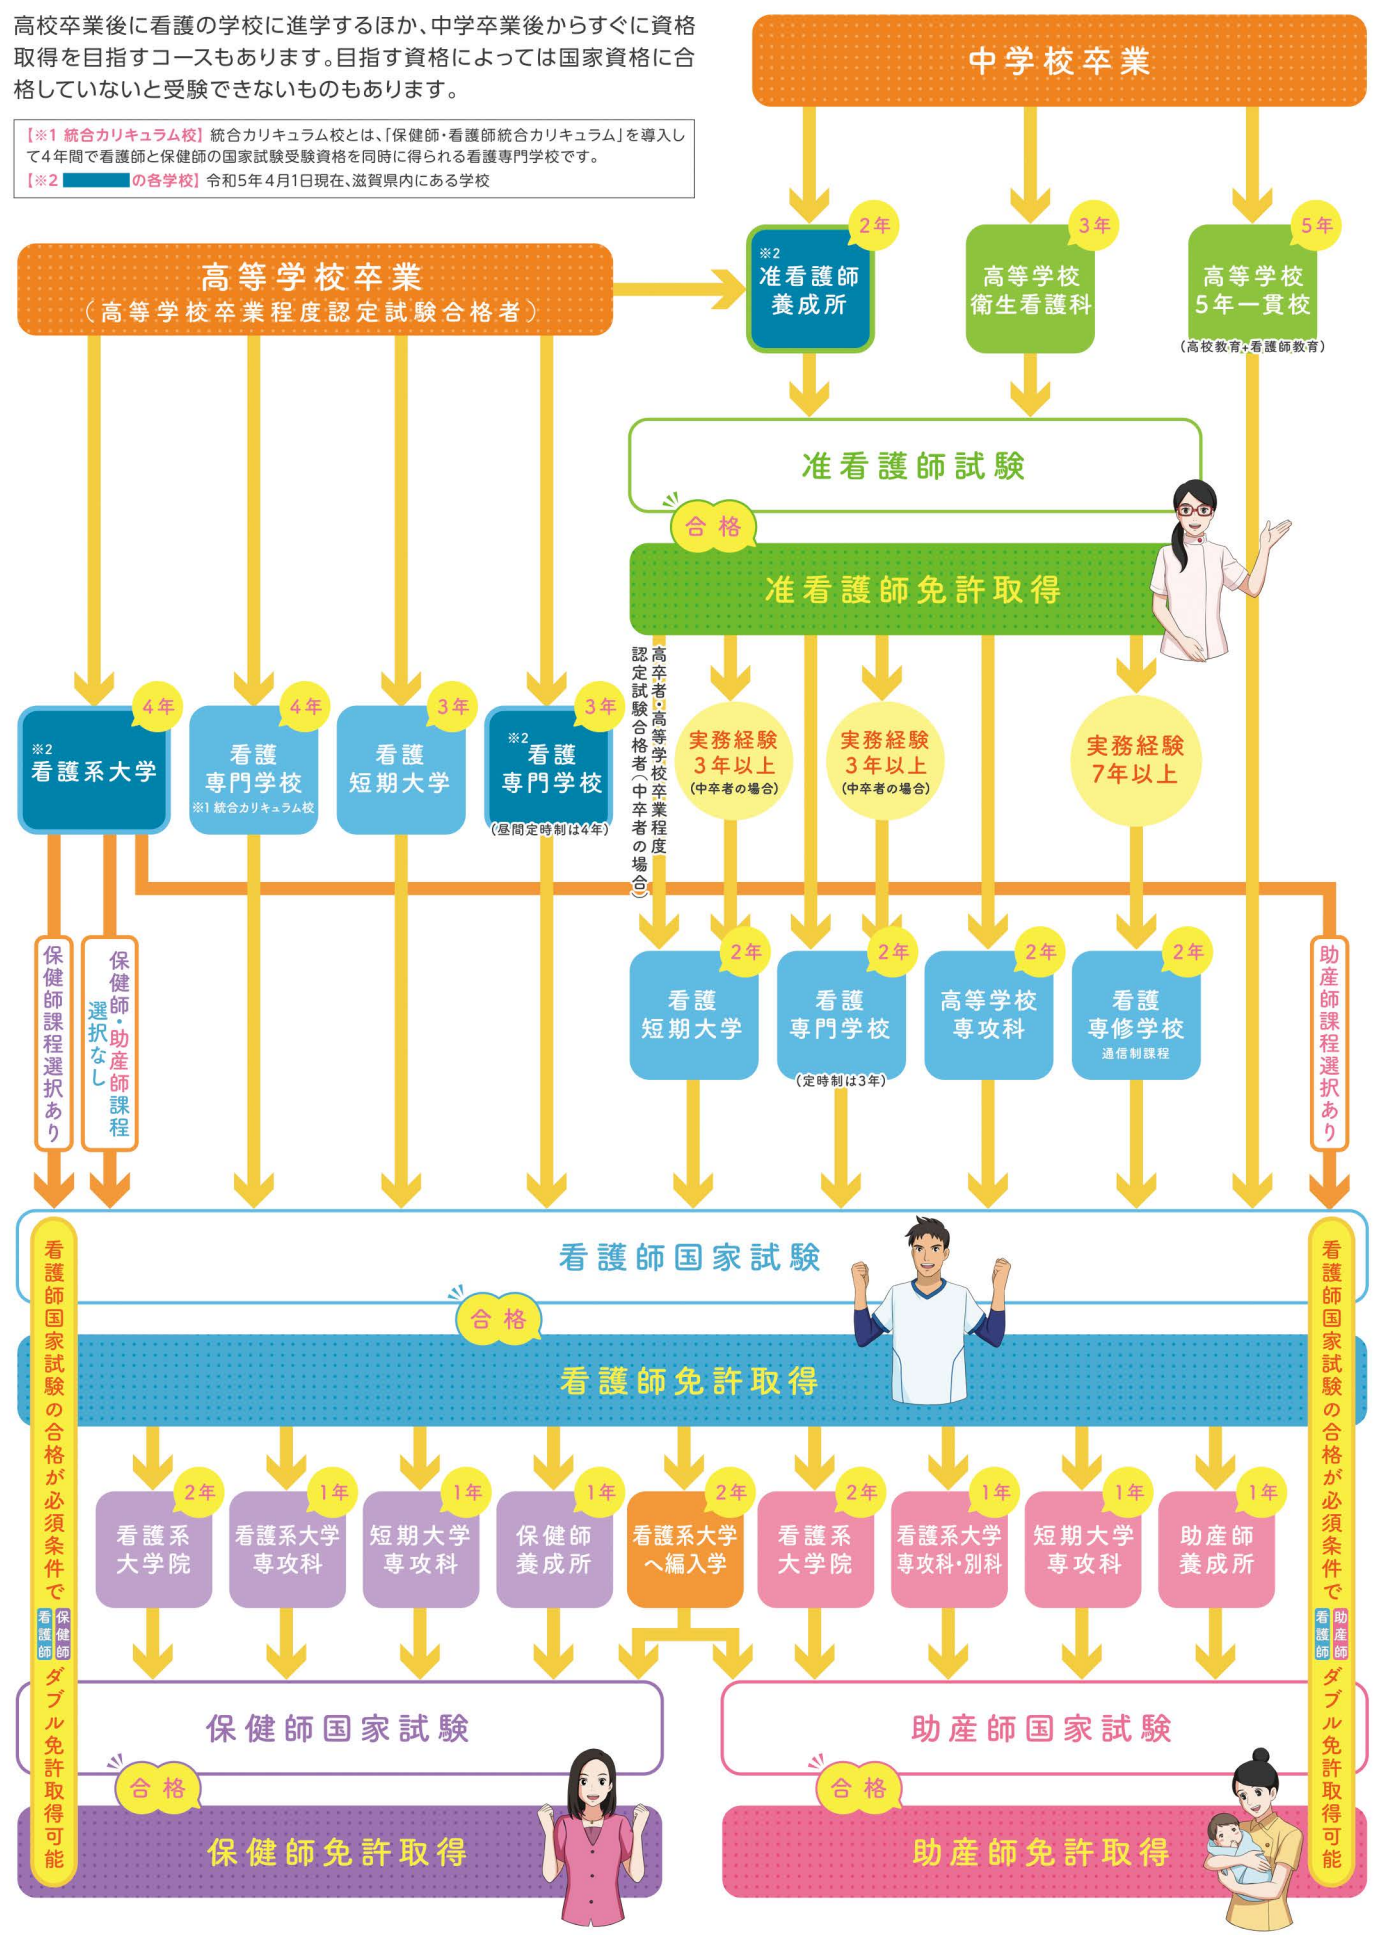 高校卒業後に看護の学校に進学するほか、中学卒業後からすぐに資格
取得を目指すコースもあります。目指す資格によっては国家資格に合
格していないと受験できないものもあります。
【※1 統合カリキュラム校】統合カリキュラム校とは、「保健師・看護師統合カリキュラム」を導入し
て4年間で看護師と保健師の国家試験受験資格を同時に得られる看護専門学校です。
【※2 の各学校】令和5年4月1日現在、滋賀県内にある学校
中学校卒業
高等学校卒業
（高等学校卒業程度認定試験合格者）
2年
※2
准看護師
養成所
3年
高等学校
衛生看護科
5年
高等学校
5年一貫校
（高校教育+看護師教育）
准看護師試験
合格
准看護師免許取得
高卒者・高等学校卒業程度
認定試験合格者（中卒者の場合）
実務経験
3年以上
（中卒者の場合）
実務経験
3年以上
（中卒者の場合）
実務経験
7年以上
4年
※2
看護系大学
4年
看護
専門学校
※1 統合カリキュラム校
3年
看護
短期大学
3年
※2
看護
専門学校
（昼間定時制は4年）
保健師課程選択あり
保健師・助産師課程
選択なし
2年
看護
短期大学
2年
看護
専門学校
（定時制は3年）
2年
高等学校
専攻科
2年
看護
専修学校
通信制課程
助産師課程選択あり
看護師国家試験
合格
看護師免許取得
看護師国家試験の合格が必須条件で
保健師
看護師
ダブル免許取得可能
看護師国家試験の合格が必須条件で
助産師
看護師
ダブル免許取得可能
2年
看護系
大学院
1年
看護系大学
専攻科
1年
短期大学
専攻科
1年
保健師
養成所
2年
看護系大学
へ編入学
2年
看護系
大学院
1年
看護系大学
専攻科・別科
1年
短期大学
専攻科
1年
助産師
養成所
保健師国家試験
合格
保健師免許取得
助産師国家試験
合格
助産師免許取得